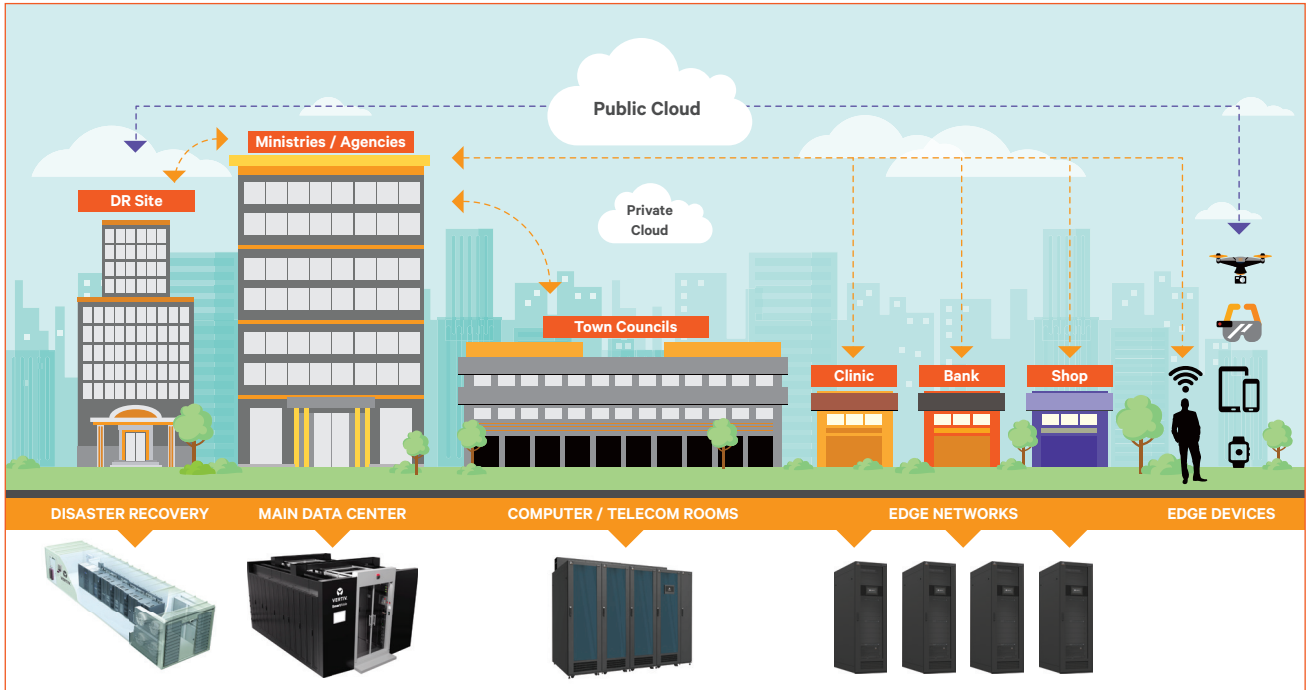 Public Cloud
Ministries / Agencies
DR Site
Private
Cloud
Town Councils
Clinic
Bank
Shop
DISASTER RECOVERY
MAIN DATA CENTER
COMPUTER / TELECOM ROOMS
EDGE NETWORKS
EDGE DEVICES
VERTIV